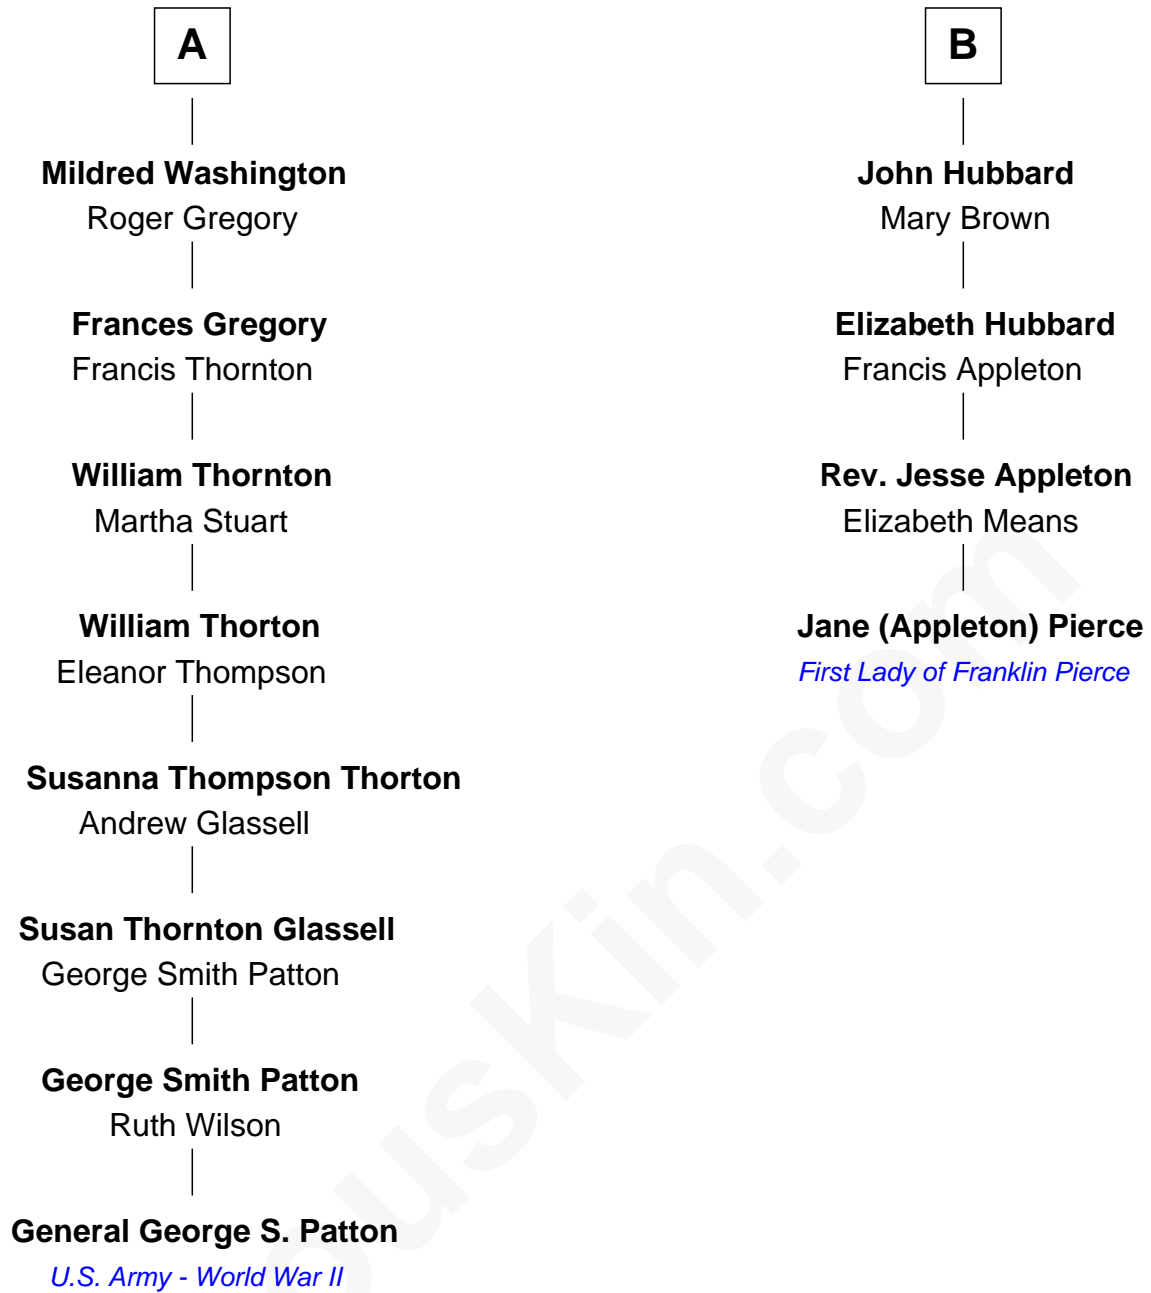 A
Mildred Washington
Roger Gregory
Frances Gregory
Francis Thornton
William Thornton
Martha Stuart
William Thorton
Eleanor Thompson
Susanna Thompson Thorton
Andrew Glassell
Susan Thornton Glassell
George Smith Patton
George Smith Patton
Ruth Wilson
General George S. Patton
U.S. Army - World War II
B
John Hubbard
Mary Brown
Elizabeth Hubbard
Francis Appleton
Rev. Jesse Appleton
Elizabeth Means
Jane (Appleton) Pierce
First Lady of Franklin Pierce
ousKin.com